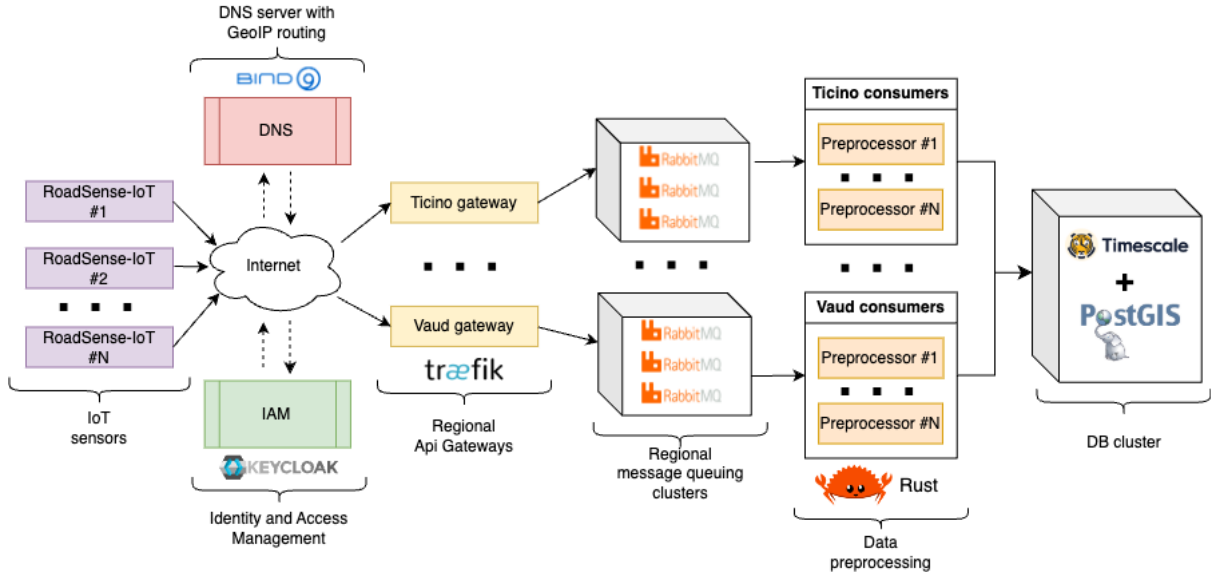 DNS server with
GeoIP routing
BIND 9
DNS
RoadSense-IoT
#1
RoadSense-IoT
#2
RoadSense-IoT
#N
IoT
sensors
Internet
IAM
KEYCLOAK
Identity and Access
Management
Ticino gateway
Vaud gateway
træfik
Regional
Api Gateways
RabbitMQ
RabbitMQ
RabbitMQ
RabbitMQ
RabbitMQ
RabbitMQ
Regional
message queuing
clusters
Ticino consumers
Preprocessor #1
Preprocessor #N
Vaud consumers
Preprocessor #1
Preprocessor #N
Rust
Data
preprocessing
Timescale
+
PostGIS
DB cluster